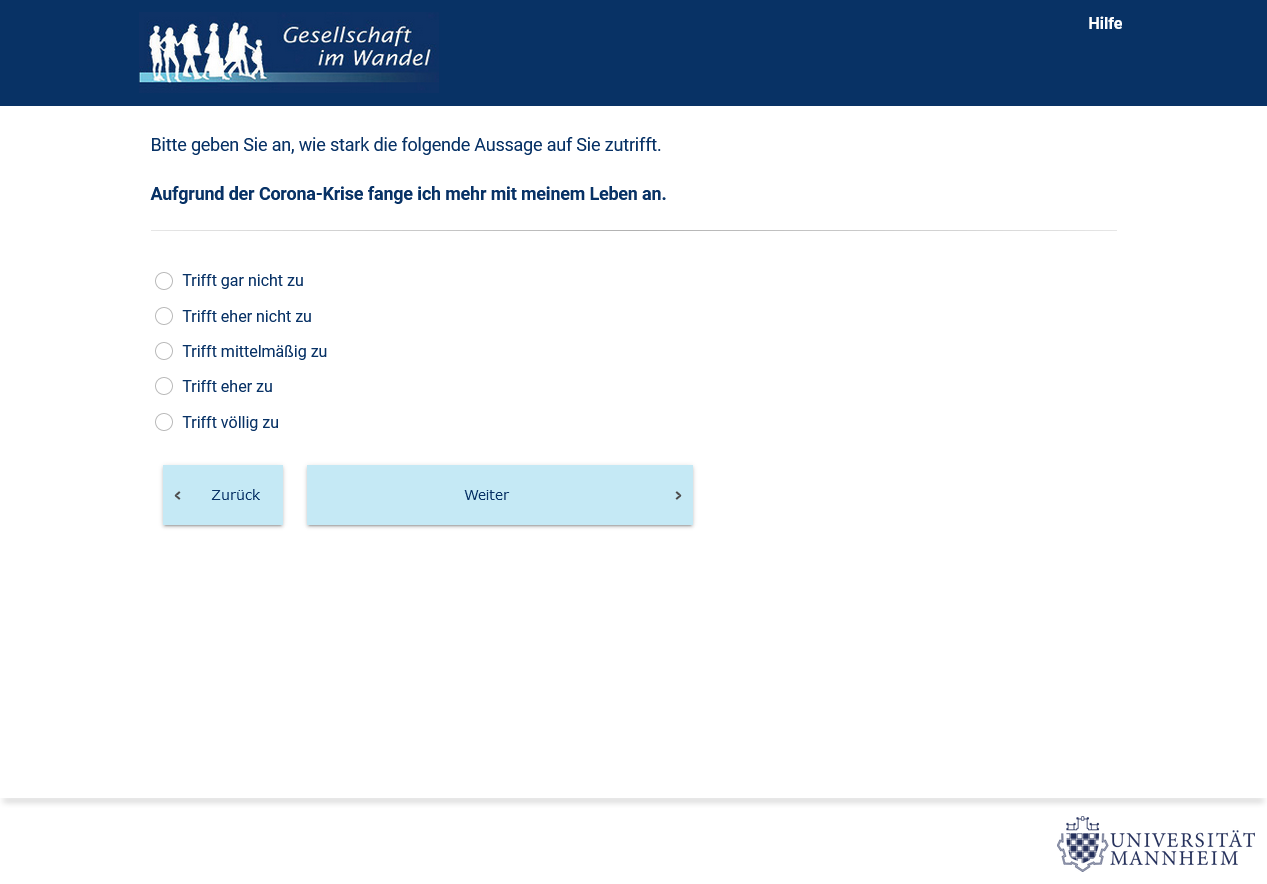 Gesellschaft
im Wandel
Hilfe
Bitte geben Sie an, wie stark die folgende Aussage auf Sie zutrifft.
Aufgrund der Corona-Krise fange ich mehr mit meinem Leben an.
Trifft gar nicht zu
Trifft eher nicht zu
Trifft mittelmäßig zu
Trifft eher zu
Trifft völlig zu
Zurück
Weiter
UNIVERSITÄT
MANNHEIM